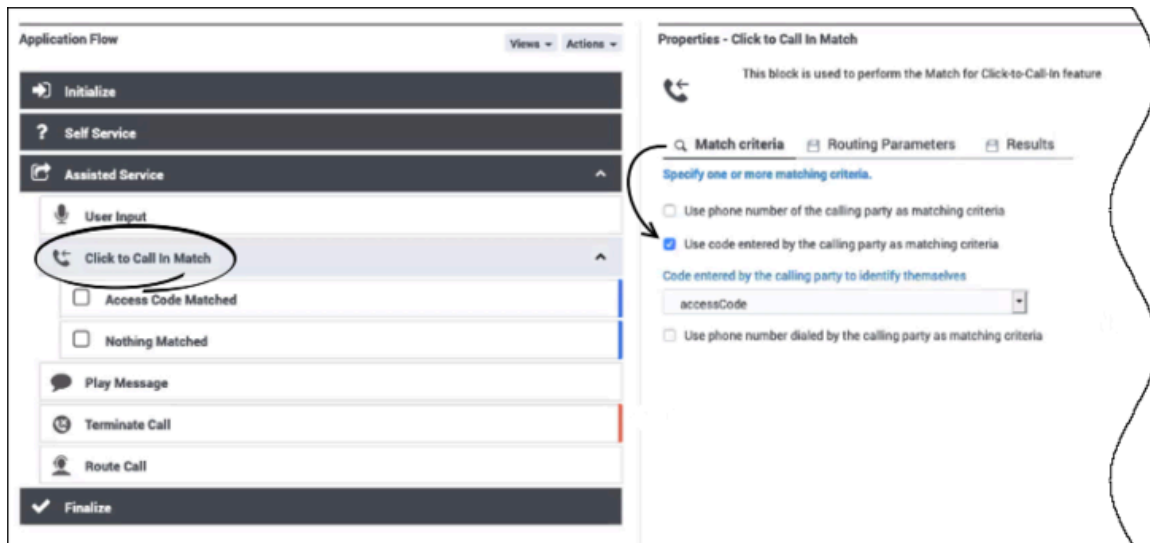 Application Flow
Views Actions
Initialize
? Self Service
Assisted Service
User Input
Click to Call In Match
Access Code Matched
Nothing Matched
Play Message
Terminate Call
Route Call
Finalize
Properties - Click to Call In Match
This block is used to perform the Match for Click-to-Call-In feature
Match criteria Routing Parameters Results
Specify one or more matching criteria.
Use phone number of the calling party as matching criteria
Use code entered by the calling party as matching criteria
Code entered by the calling party to identify themselves
accessCode
Use phone number dialed by the calling party as matching criteria